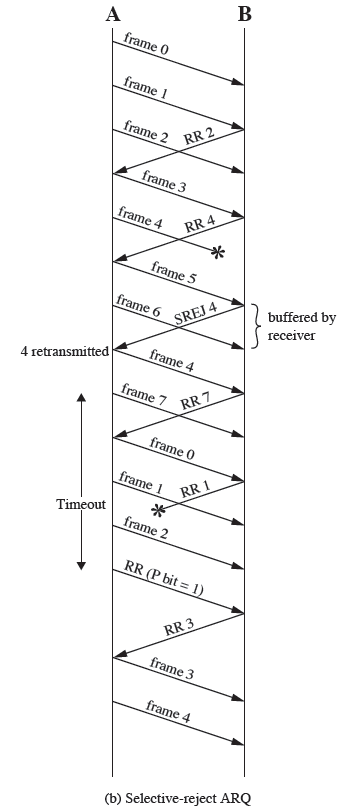 A B
frame 0
frame 1
frame 2
RR 2
frame 3
frame 4
RR 4
*
frame 5
frame 6
SREJ 4
buffered by
receiver
4 retransmitted
frame 4
frame 7
RR 7
frame 0
frame 1
RR 1
*
Timeout
frame 2
RR (P bit = 1)
RR 3
frame 3
frame 4
(b) Selective-reject ARQ